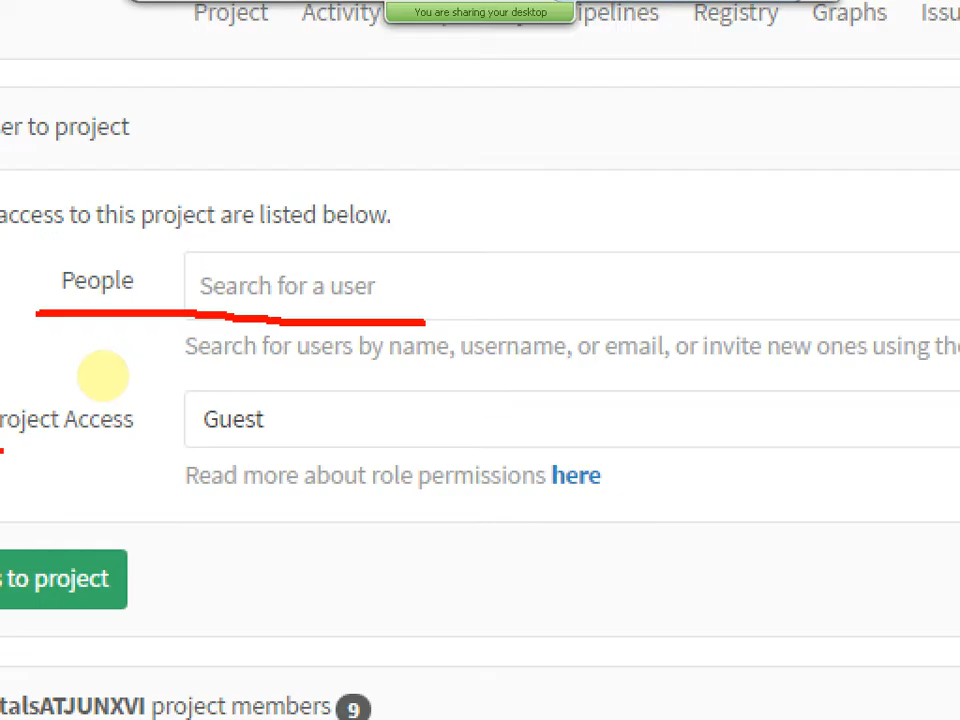 Project Activity pipelines Registry Graphs Issu
You are sharing your desktop
er to project
access to this project are listed below.
People
Search for a user
Search for users by name, username, or email, or invite new ones using the
roject Access
Guest
Read more about role permissions here
s to project
talsATJUNXVI project members 9